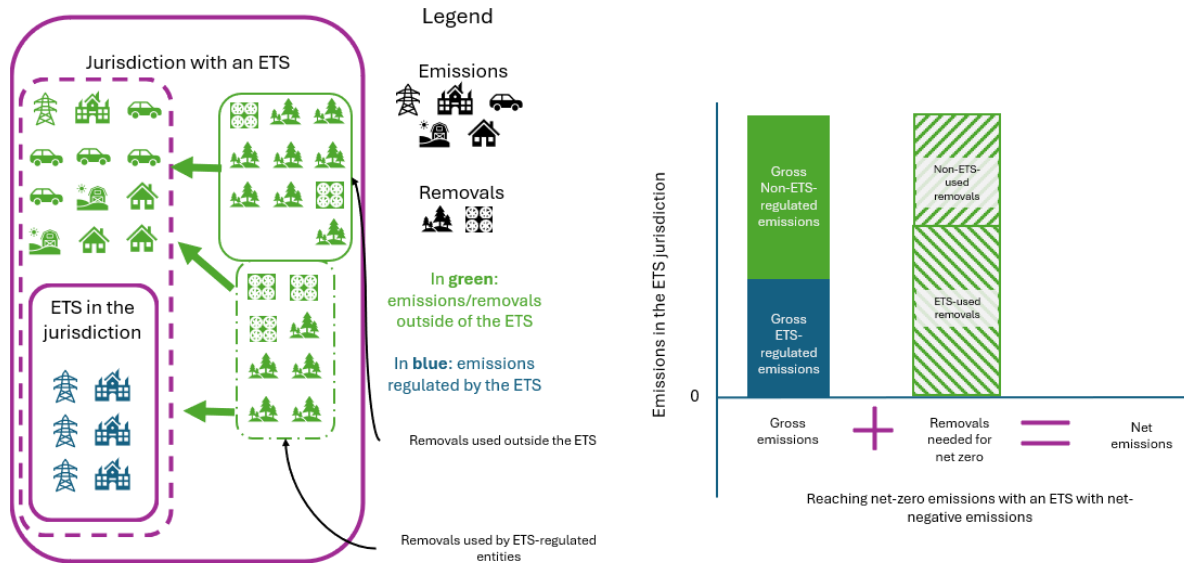 Jurisdiction with an ETS
ETS in the
jurisdiction
Legend
Emissions
Removals
In green:
emissions/removals
outside of the ETS
In blue: emissions
regulated by the ETS
Removals used outside the ETS
Removals used by ETS-regulated
entities
Emissions in the ETS jurisdiction
0
Gross
Non-ETS-
regulated
emissions
Gross
ETS-
regulated
emissions
Non-ETS-
used
removals
ETS-used
removals
Gross
emissions
Removals
needed for
net zero
Net
emissions
Reaching net-zero emissions with an ETS with net-
negative emissions